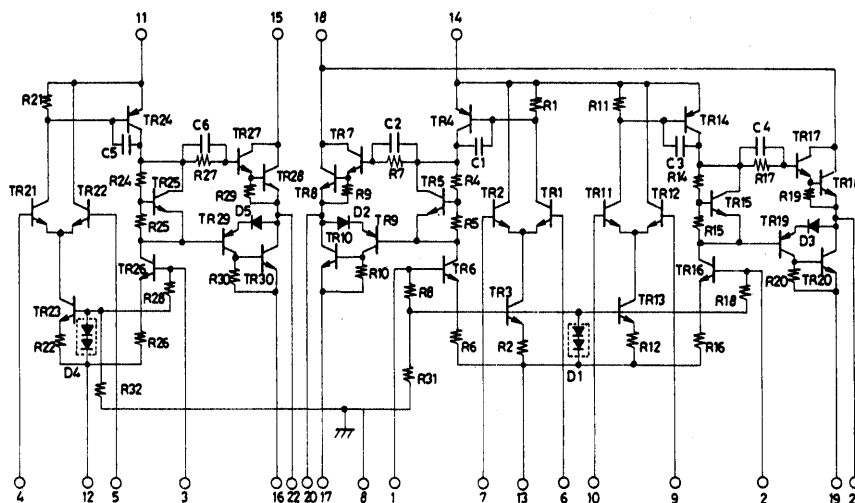 11 15 18 14
R21 TR24 C5 C6 TR27 TR7 C2 TR4 C1 R1 R11 TR14 C3 C4 TR17
R24 TR25 R27 R29 TR28 TR8 R9 R7 TR5 R4 R14 R17 R19
TR21 TR22 R25 TR29 D5 D2 TR9 R5 TR2 TR1 TR11 TR12 TR15 R15 TR19 D3
TR26 R28 R30 TR30 TR10 R10 TR6 R8 TR16 R18 R20 TR20
TR23 R22 D4 R26 R6 TR3 R2 D1 TR13 R12 R16
R32 R31
4 12 5 3 16 22 20 17 8 1 7 13 6 10 9 2 19